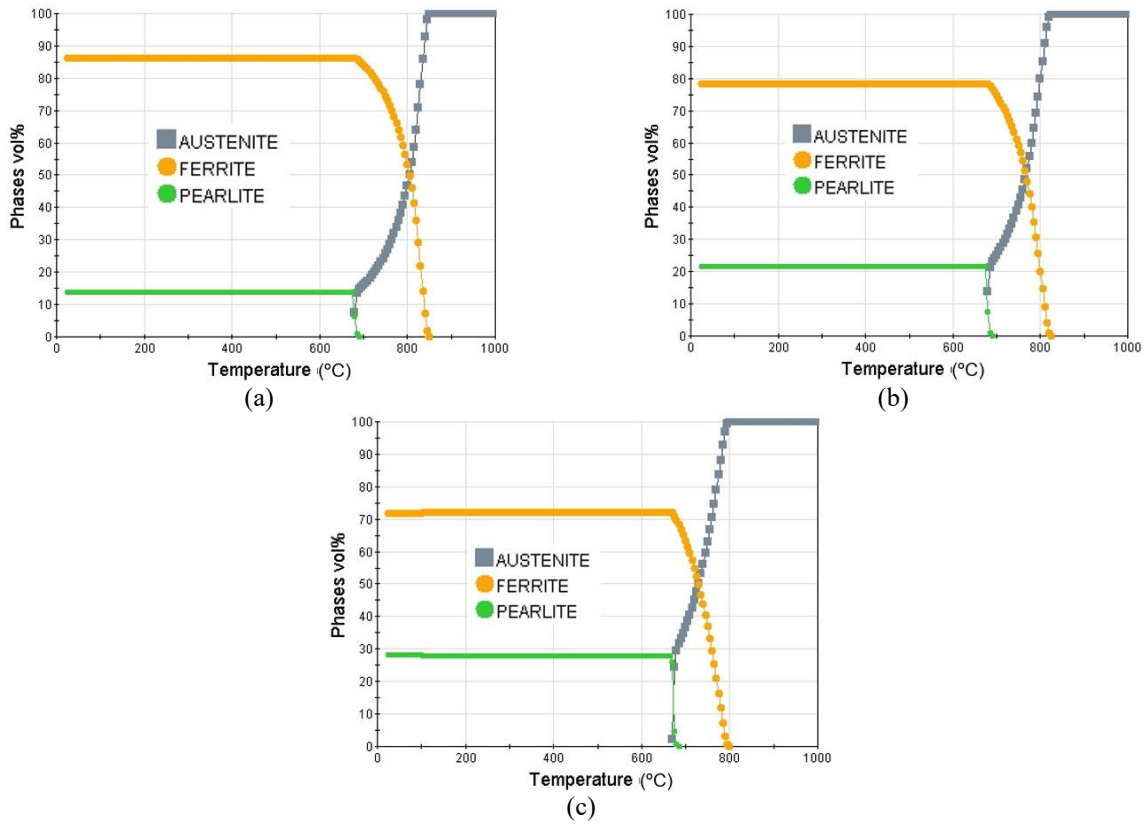 100
90
80
70
60
50
40
30
20
10
0
Phases vol%
AUSTENITE
FERRITE
PEARLITE
0 200 400 600 800 1000
Temperature (ºC)
(a)
100
90
80
70
60
50
40
30
20
10
0
Phases vol%
AUSTENITE
FERRITE
PEARLITE
0 200 400 600 800 1000
Temperature (ºC)
(b)
100
90
80
70
60
50
40
30
20
10
0
Phases vol%
AUSTENITE
FERRITE
PEARLITE
0 200 400 600 800 1000
Temperature (ºC)
(c)